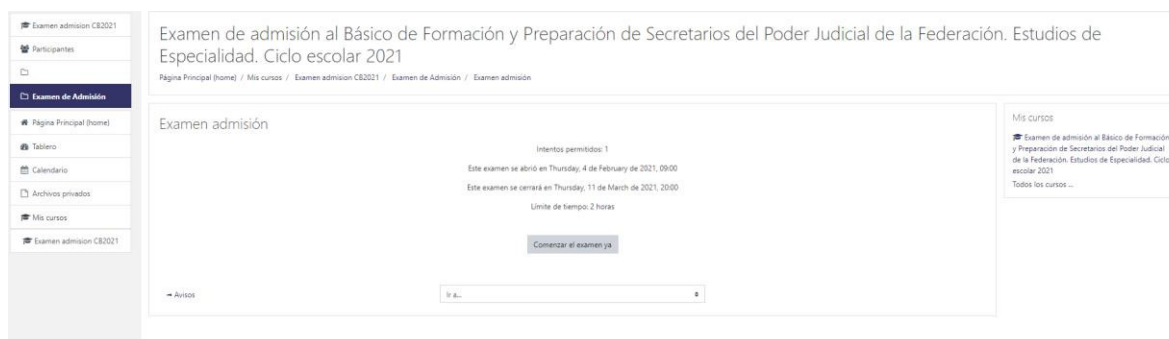 Examen admision CB2021
Participantes
Examen de Admisión
Página Principal (home)
Tablero
Calendario
Archivos privados
Mis cursos
Examen admision CB2021
Examen de admisión al Básico de Formación y Preparación de Secretarios del Poder Judicial de la Federación. Estudios de
Especialidad. Ciclo escolar 2021
Página Principal (home) / Mis cursos / Examen admision CB2021 / Examen de Admisión / Examen admisión
Examen admisión
Intentos permitidos: 1
Este examen se abrió en Thursday, 4 de February de 2021, 09:00
Este examen se cerrará en Thursday, 11 de March de 2021, 20:00
Límite de tiempo: 2 horas
Comenzar el examen ya
→ Avisos
Ir a...
Mis cursos
Examen de admisión al Básico de Formación
y Preparación de Secretarios del Poder Judicial
de la Federación. Estudios de Especialidad. Ciclo
escolar 2021
Todos los cursos ...